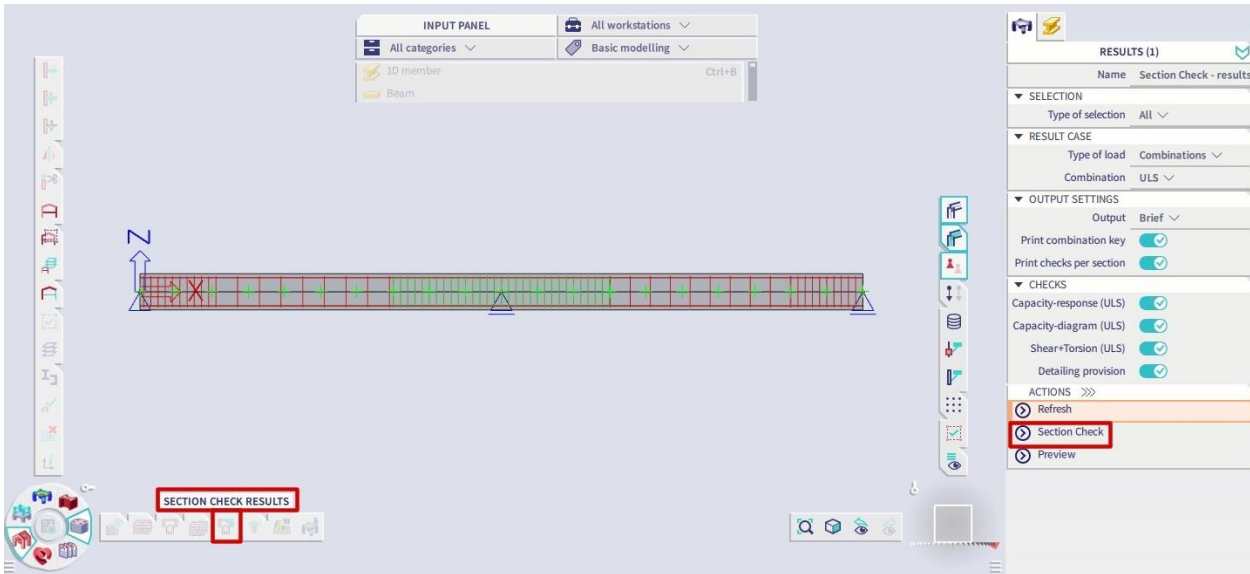 INPUT PANEL
All workstations
All categories
Basic modelling
1D member Ctrl+B
Beam
Z
SECTION CHECK RESULTS
RESULTS (1)
Name Section Check - results
SELECTION
Type of selection All
RESULT CASE
Type of load Combinations
Combination ULS
OUTPUT SETTINGS
Output Brief
Print combination key
Print checks per section
CHECKS
Capacity-response (ULS)
Capacity-diagram (ULS)
Shear+Torsion (ULS)
Detailing provision
ACTIONS >>>
Refresh
Section Check
Preview